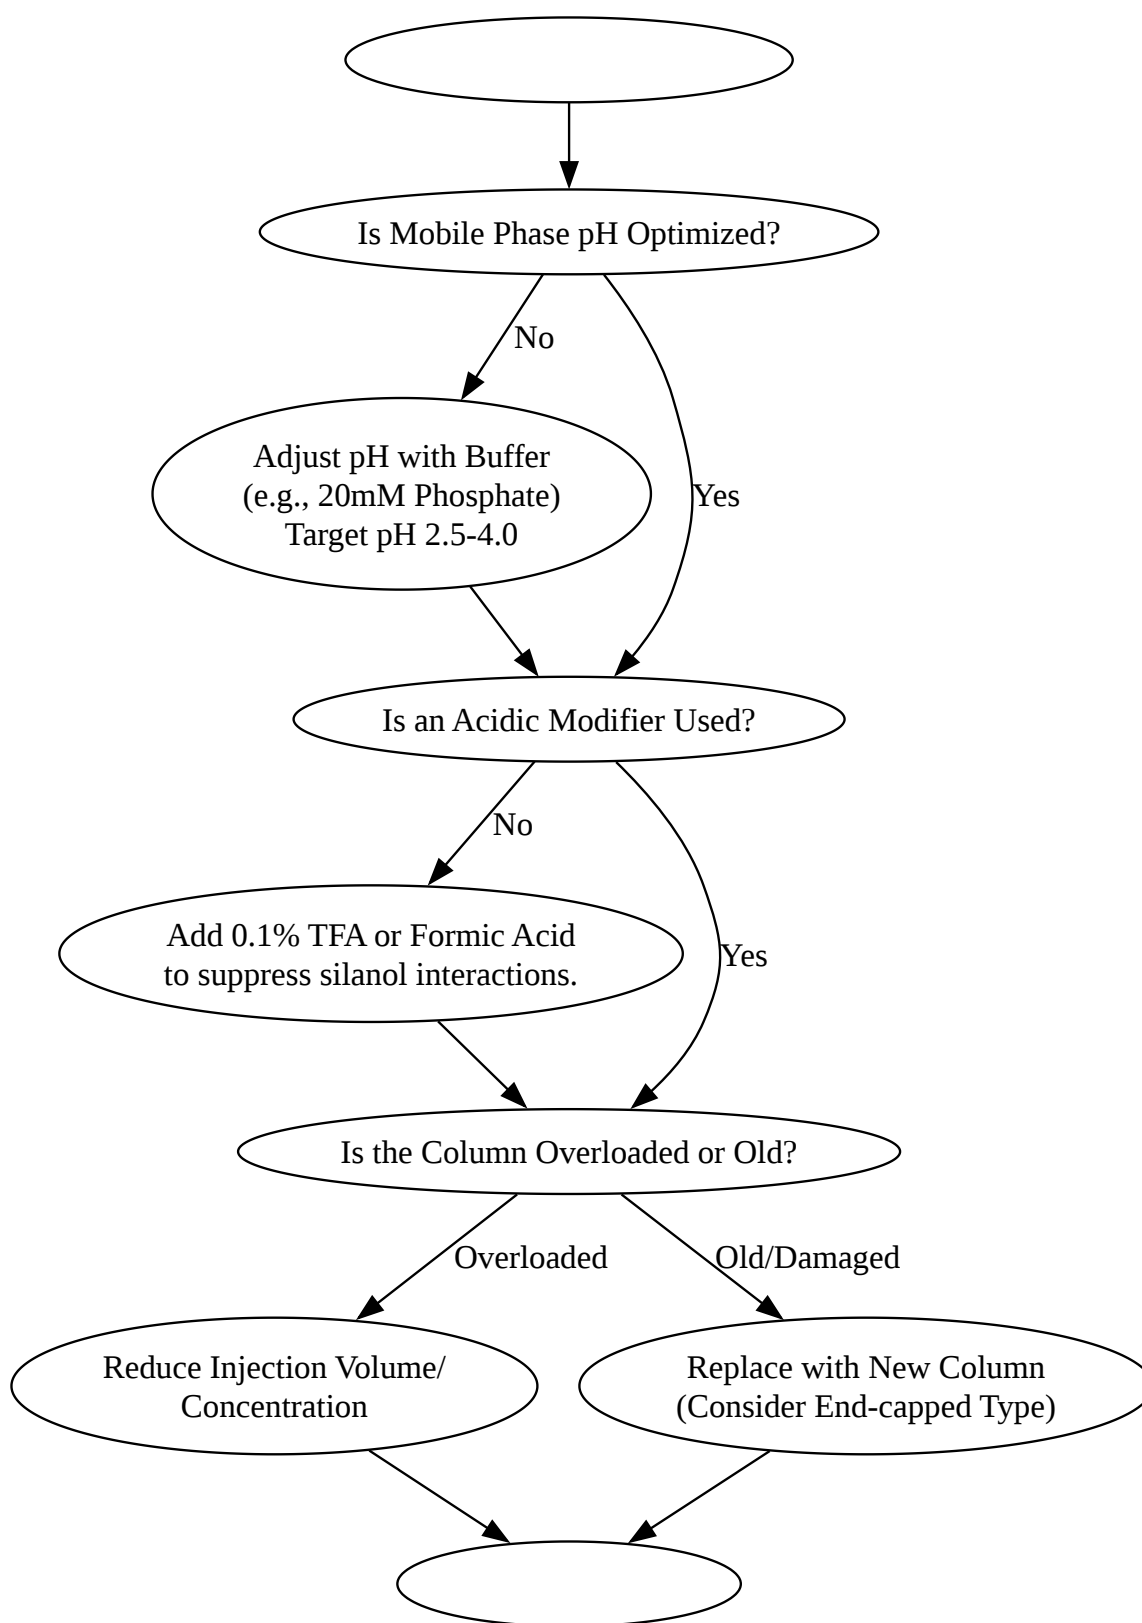 Is Mobile Phase pH Optimized?
No
Adjust pH with Buffer
(e.g., 20mM Phosphate)
Target pH 2.5-4.0
Yes
Is an Acidic Modifier Used?
No
Add 0.1% TFA or Formic Acid
to suppress silanol interactions.
Yes
Is the Column Overloaded or Old?
Overloaded
Old/Damaged
Reduce Injection Volume/
Concentration
Replace with New Column
(Consider End-capped Type)